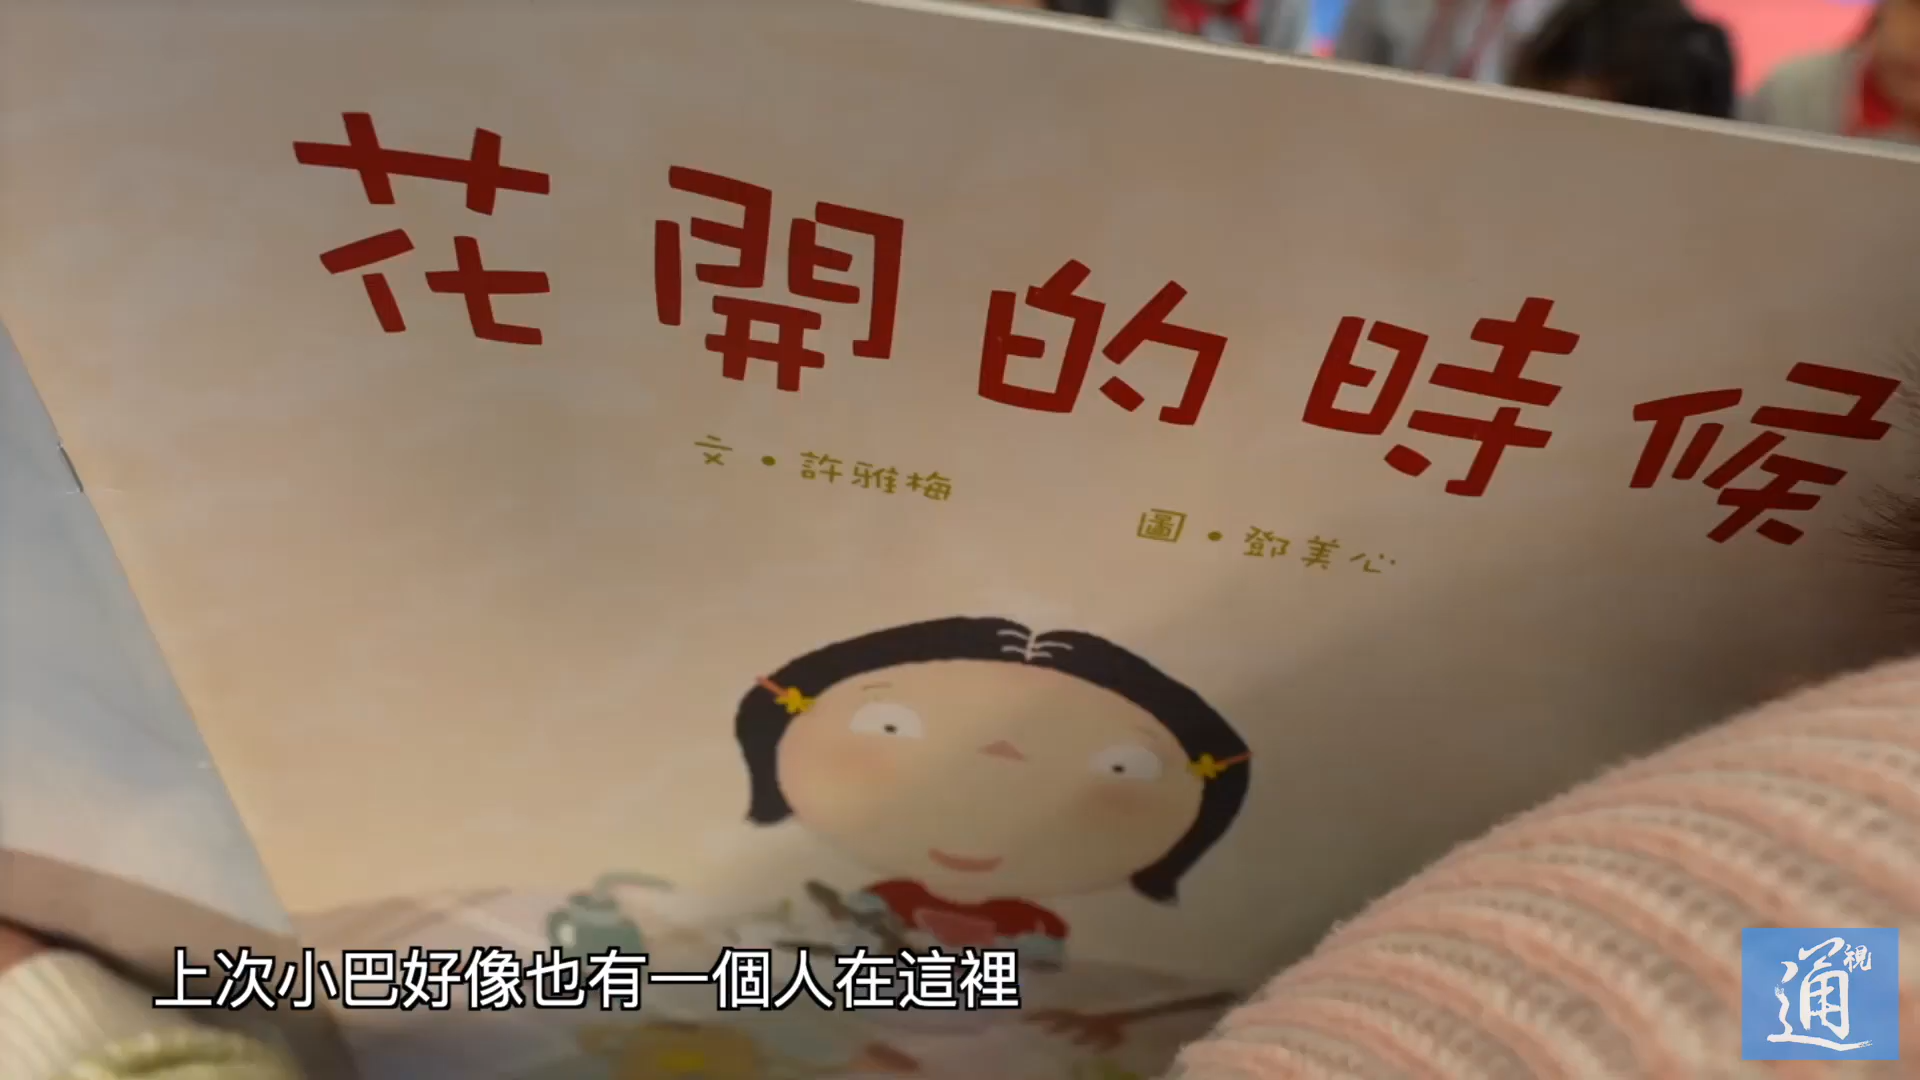 花開的時候
文・許雅梅
圖・鄧美心
上次小巴好像也有一個人在這裡
通視